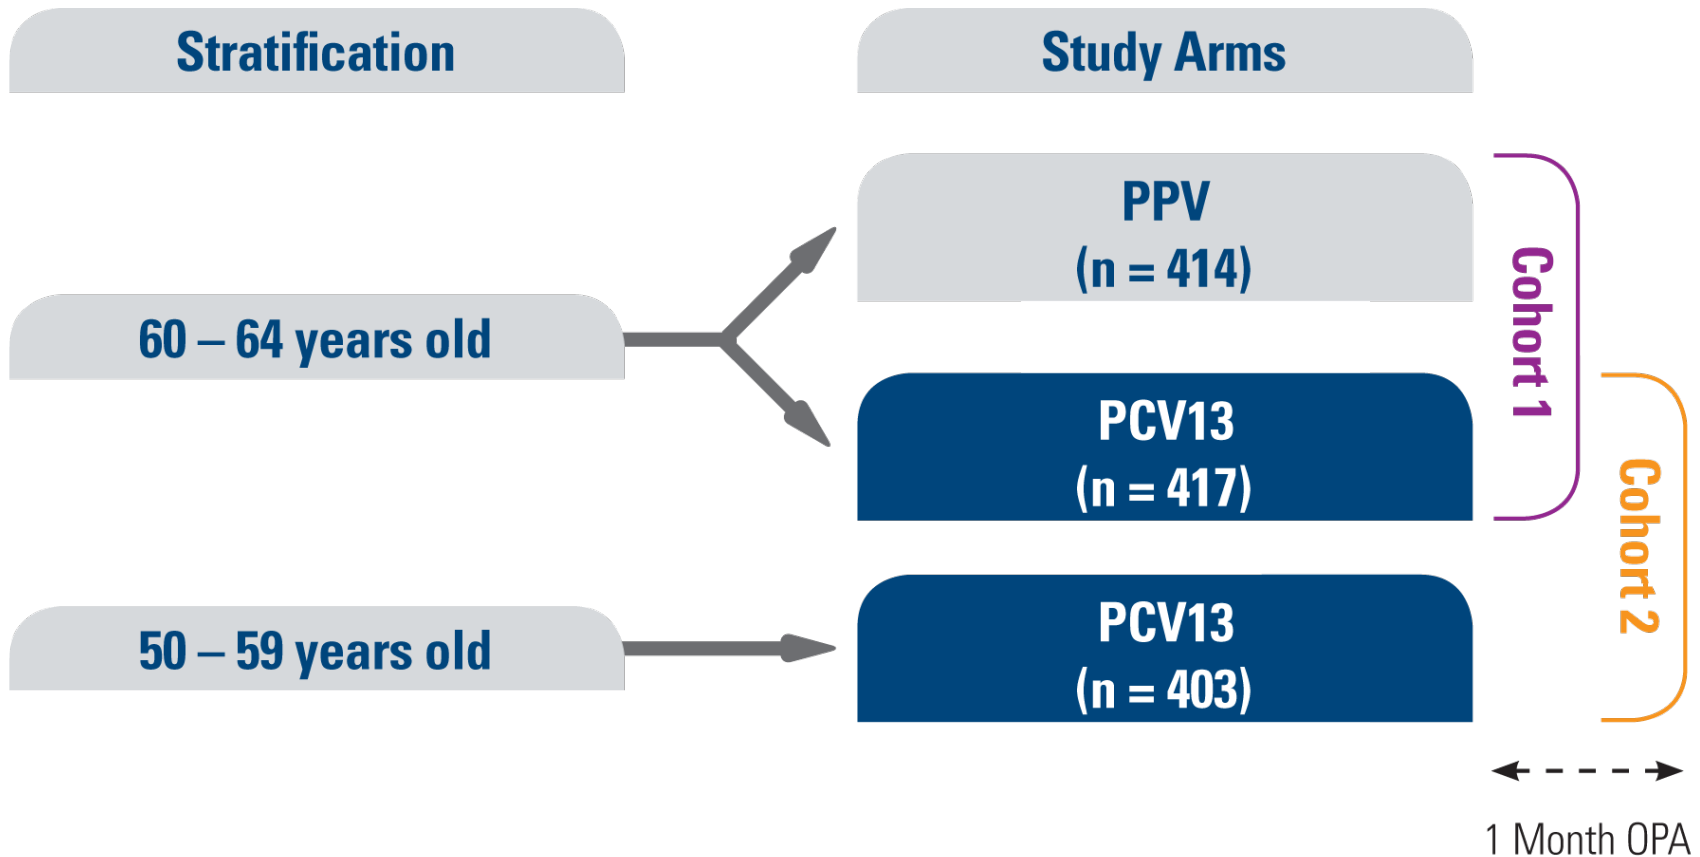 Stratification
Study Arms
60 – 64 years old
PPV
(n = 414)
PCV13
(n = 417)
50 – 59 years old
PCV13
(n = 403)
Cohort 1
Cohort 2
1 Month OPA